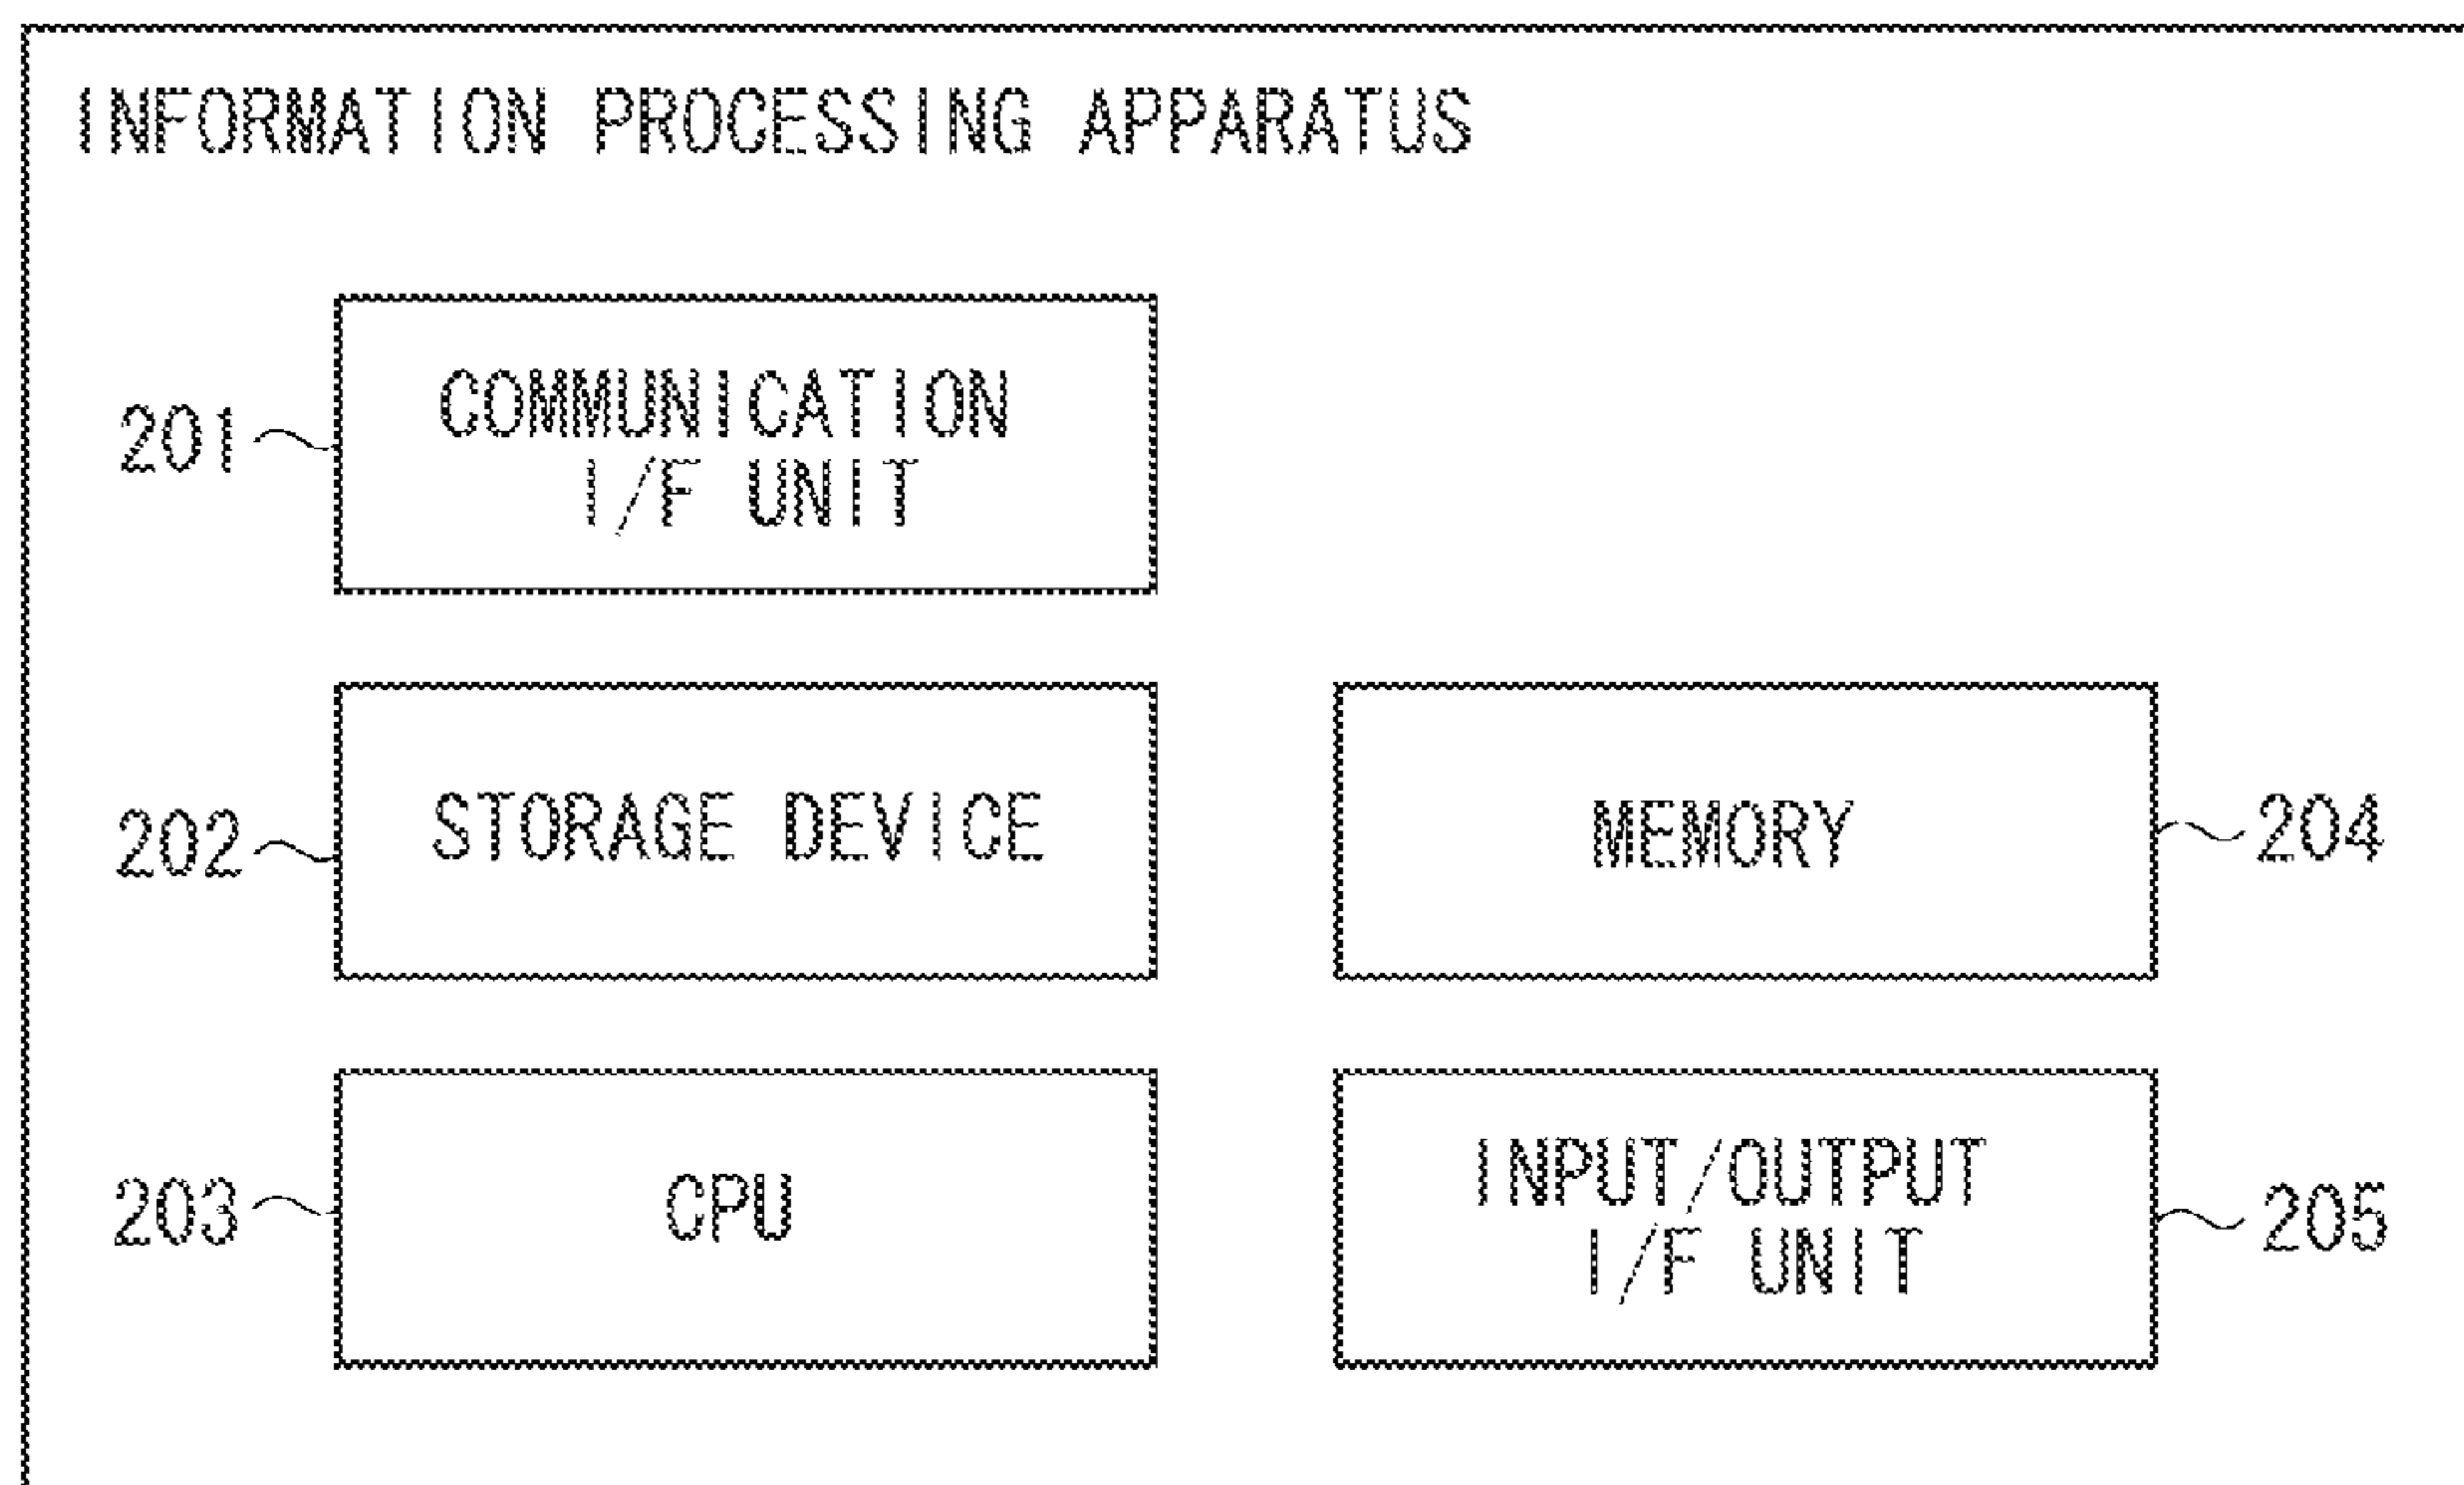 INFORMATION PROCESSING APPARATUS
201
COMMUNICATION
I/F UNIT
202
STORAGE DEVICE
MEMORY
204
203
CPU
INPUT/OUTPUT
I/F UNIT
205